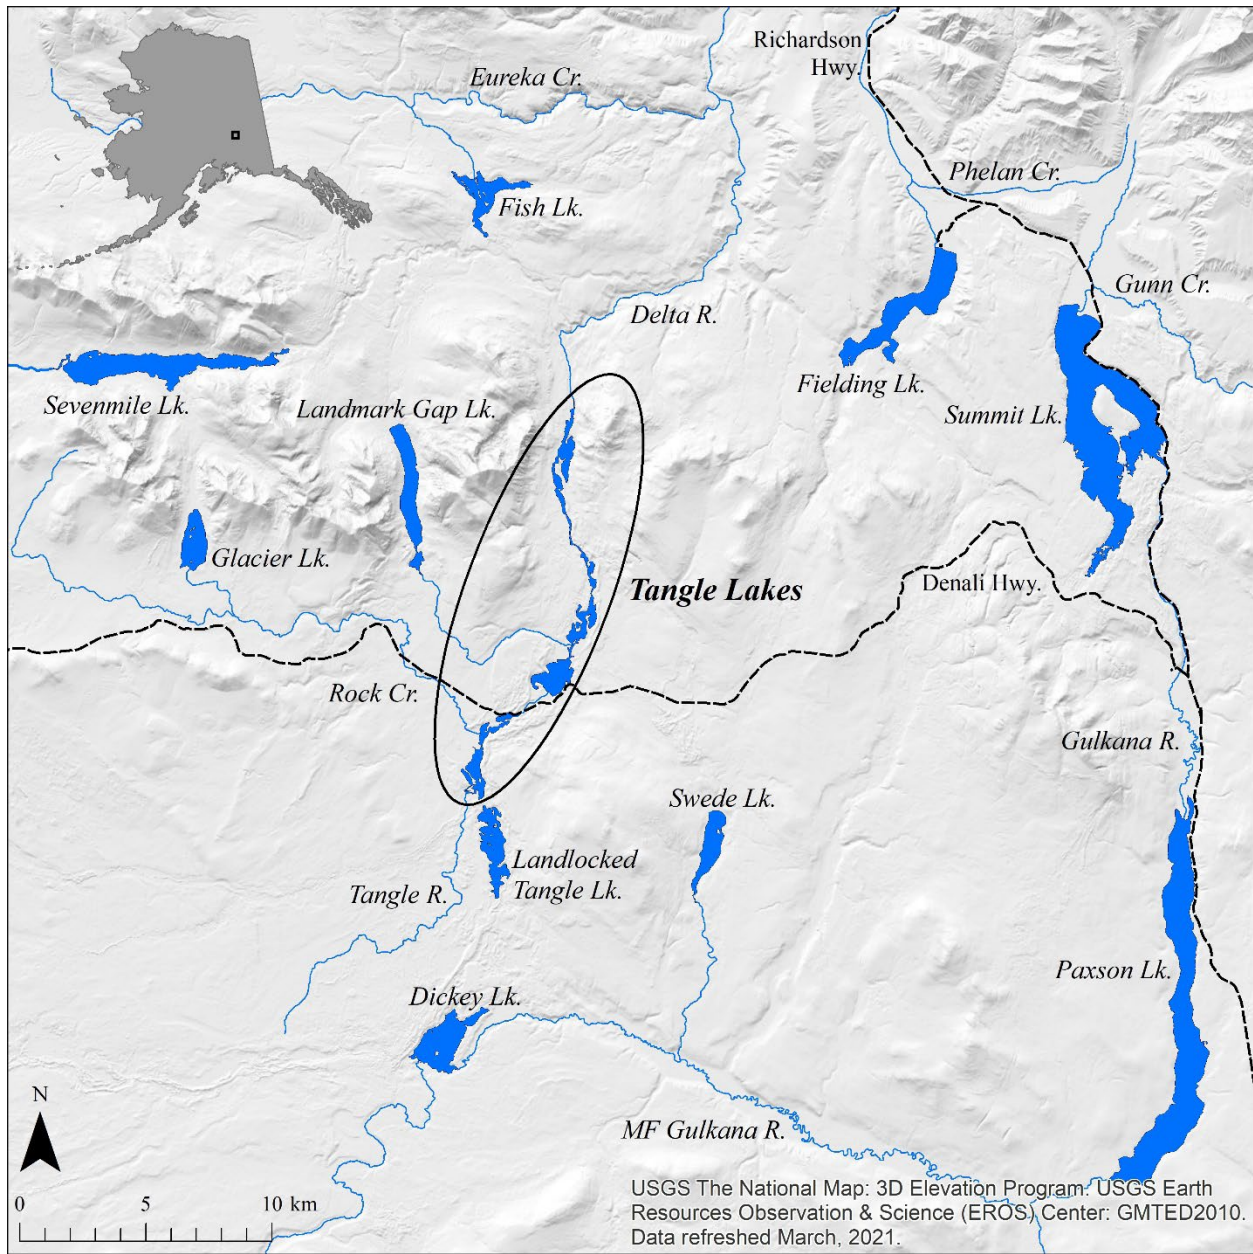 Richardson
Hwy.
Eureka Cr.
Phelan Cr.
Fish Lk.
Gunn Cr.
Delta R.
Fielding Lk.
Sevenmile Lk.
Landmark Gap Lk.
Summit Lk.
Glacier Lk.
Tangle Lakes
Denali Hwy.
Rock Cr.
Gulkana R.
Swede Lk.
Landlocked
Tangle Lk.
Tangle R.
Paxson Lk.
Dickey Lk.
N
MF Gulkana R.
0 5 10 km
USGS The National Map: 3D Elevation Program. USGS Earth
Resources Observation & Science (EROS) Center: GMTED2010.
Data refreshed March, 2021.